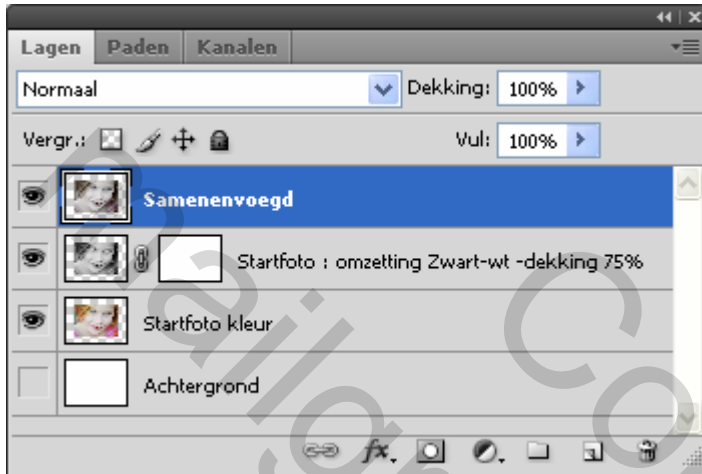 Lagen Paden Kanalen
Normaal Dekking: 100%
Vergr.: Vul: 100%
Samenenvoegd
Startfoto : omzetting Zwart-wt -dekking 75%
Startfoto kleur
Achtergrond
fx.